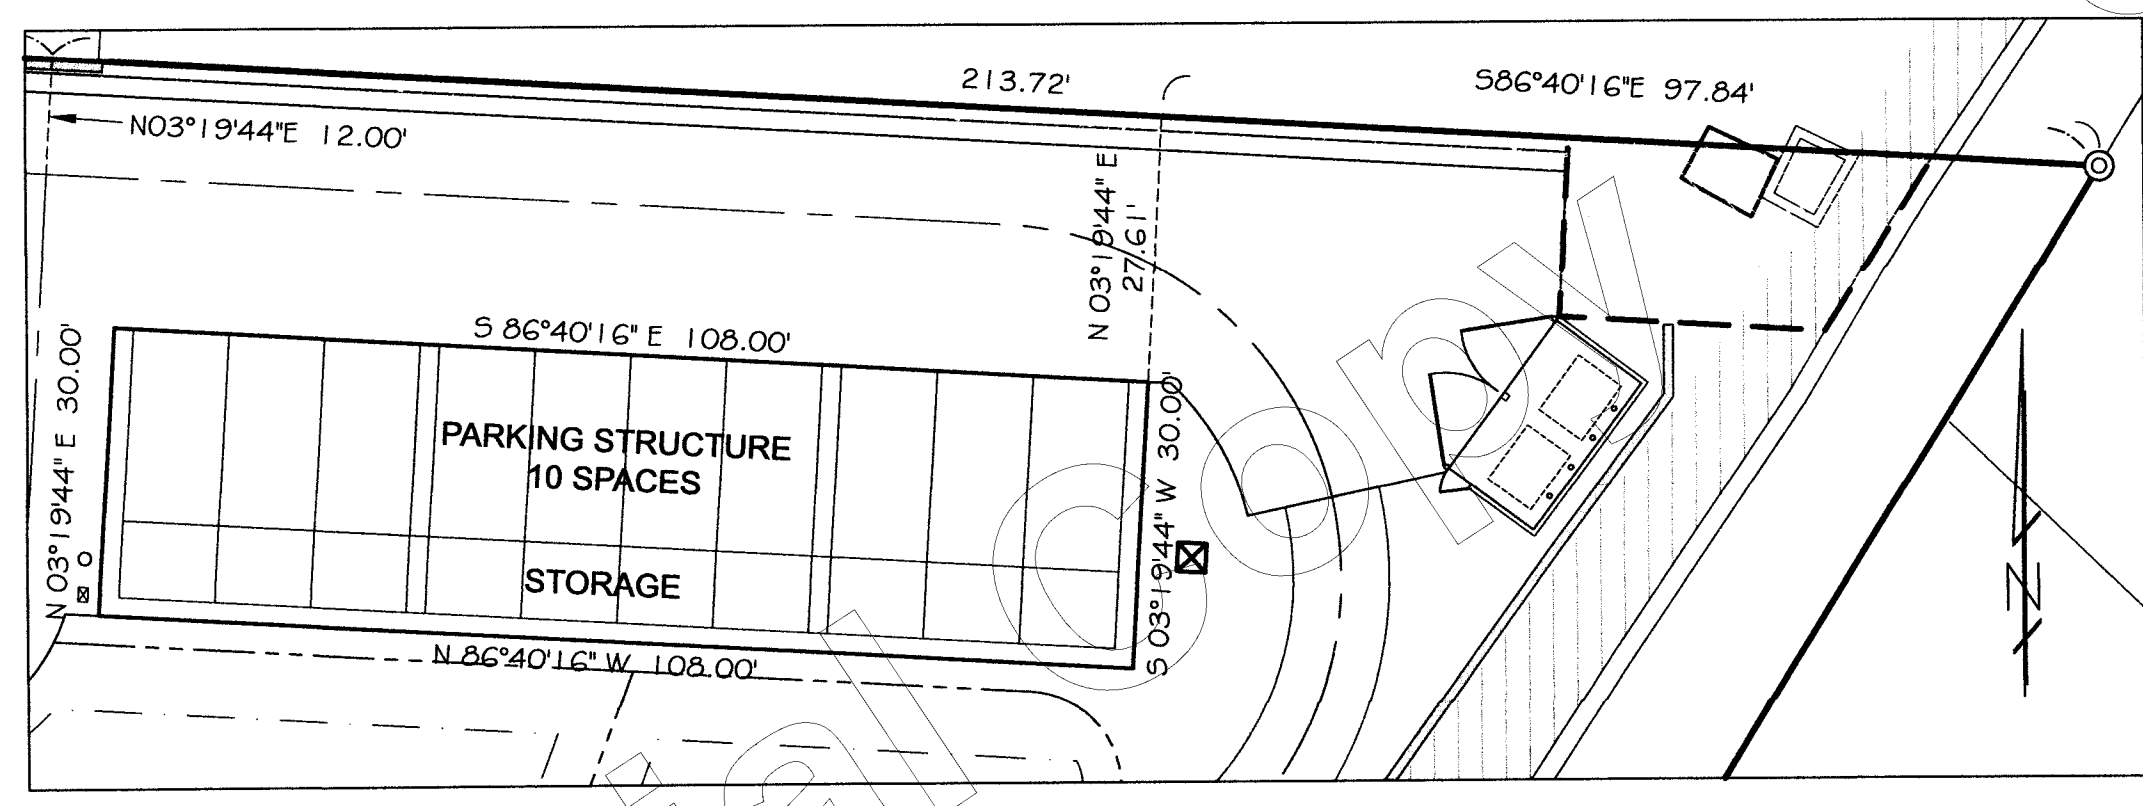 213.72'
S86°40'16"E 97.84'
N03°19'44"E 12.00'
N 03°19'44" E
27.61'
S 86°40'16" E 108.00'
N 03°19'44" E 30.00'
PARKING STRUCTURE
10 SPACES
STORAGE
S 03°19'44" W 30.00'
N 86°40'16" W 108.00'
N
ial Copy